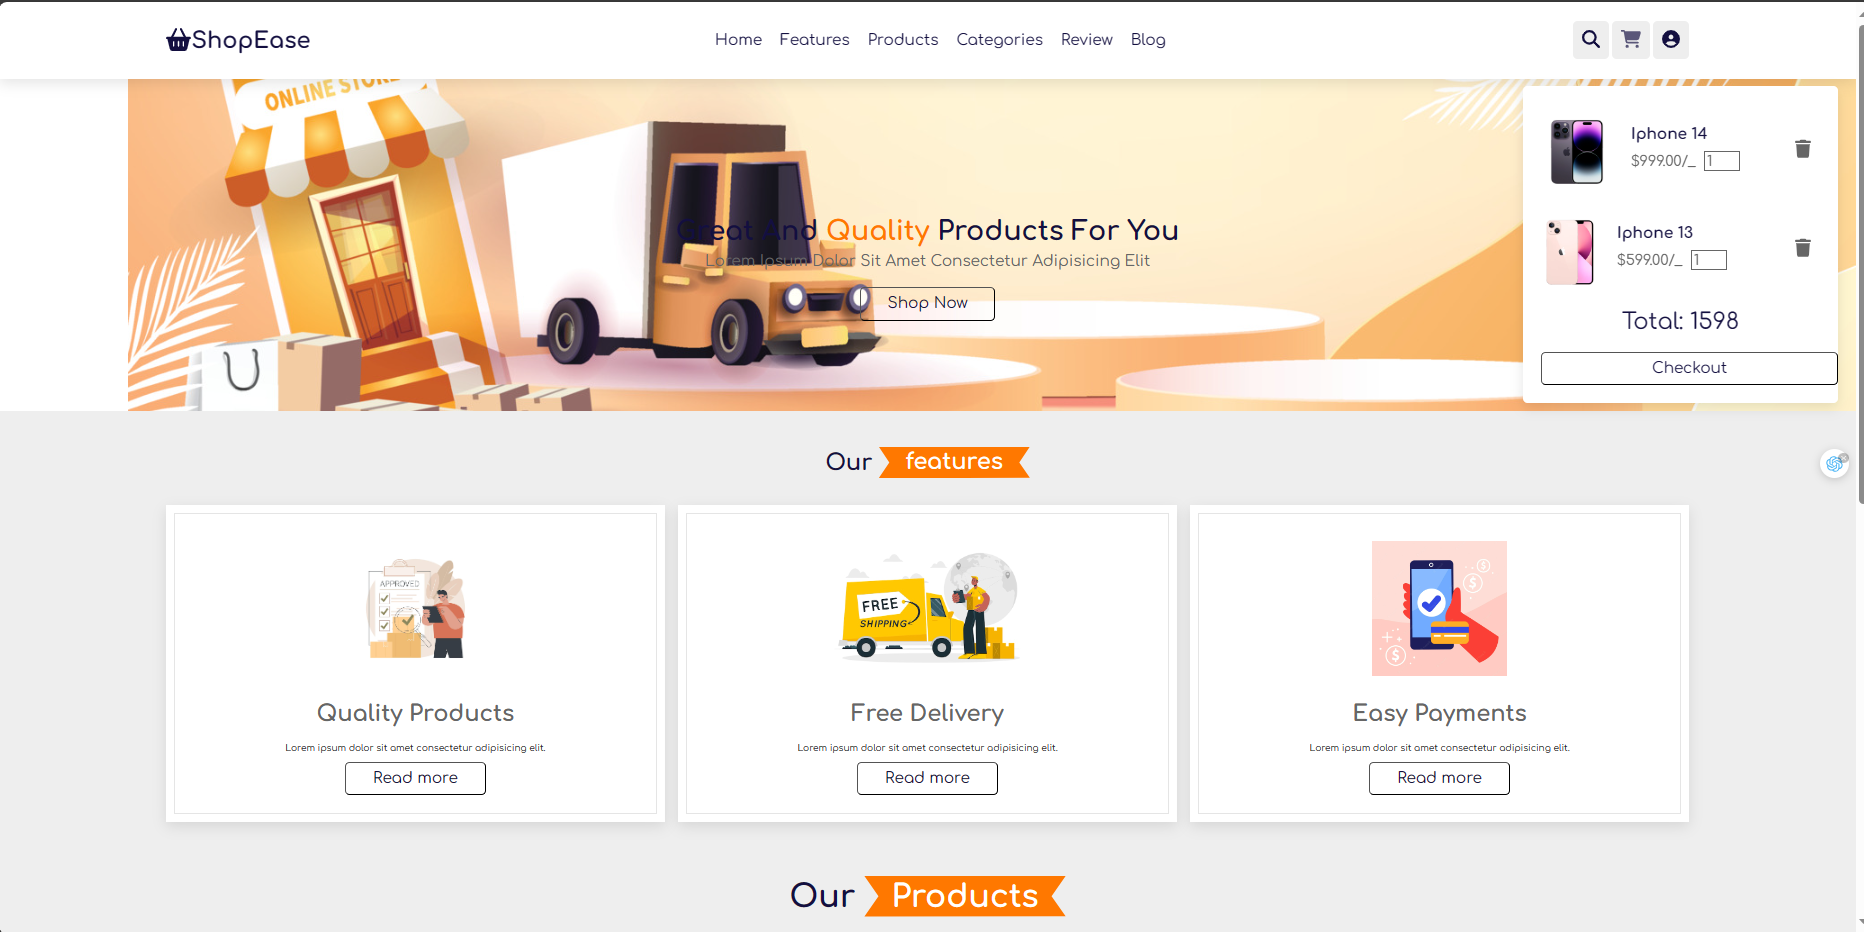 ShopEase
Home Features Products Categories Review Blog
ONLINE STORE
Great And Quality Products For You
Lorem Ipsum Dolor Sit Amet Consectetur Adipisicing Elit
Shop Now
Iphone 14
$999.00/_ 1
Iphone 13
$599.00/_ 1
Total: 1598
Checkout
Our features
APPROVED
Quality Products
Lorem ipsum dolor sit amet consectetur adipisicing elit.
Read more
FREE
SHIPPING
Free Delivery
Lorem ipsum dolor sit amet consectetur adipisicing elit.
Read more
Easy Payments
Lorem ipsum dolor sit amet consectetur adipisicing elit.
Read more
Our Products